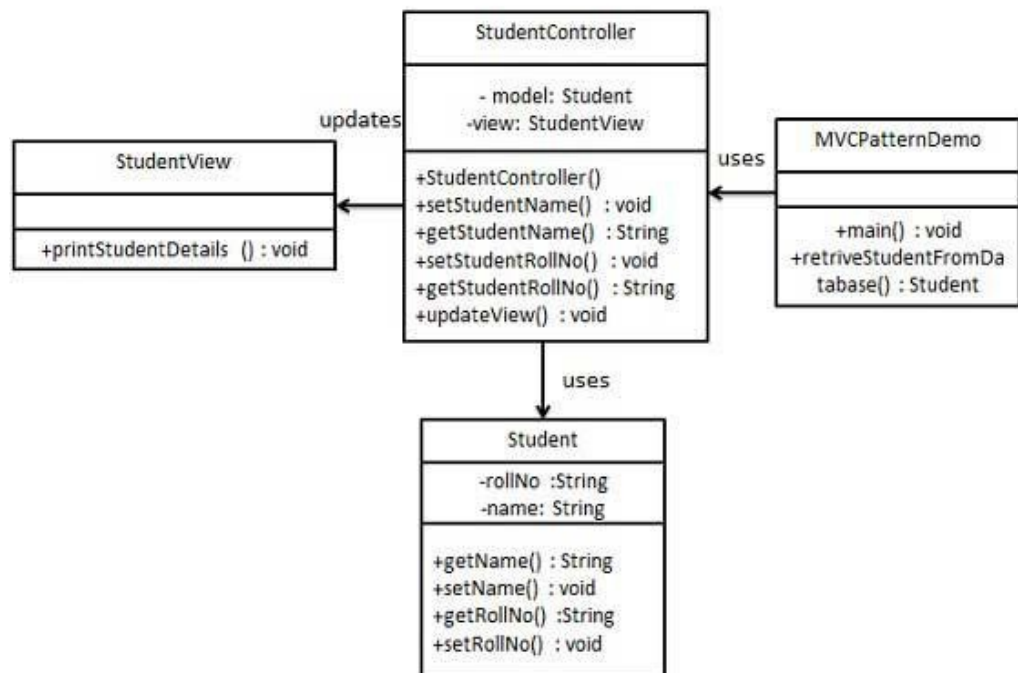 StudentController
- model: Student
-view: StudentView
+StudentController()
+setStudentName() : void
+getStudentName() : String
+setStudentRollNo() : void
+getStudentRollNo() : String
+updateView() : void
updates
StudentView
+printStudentDetails () : void
uses
MVCPatternDemo
+main() : void
+retriveStudentFromDa
tabase() : Student
uses
Student
-rollNo :String
-name: String
+getName() : String
+setName() : void
+getRollNo() :String
+setRollNo() : void